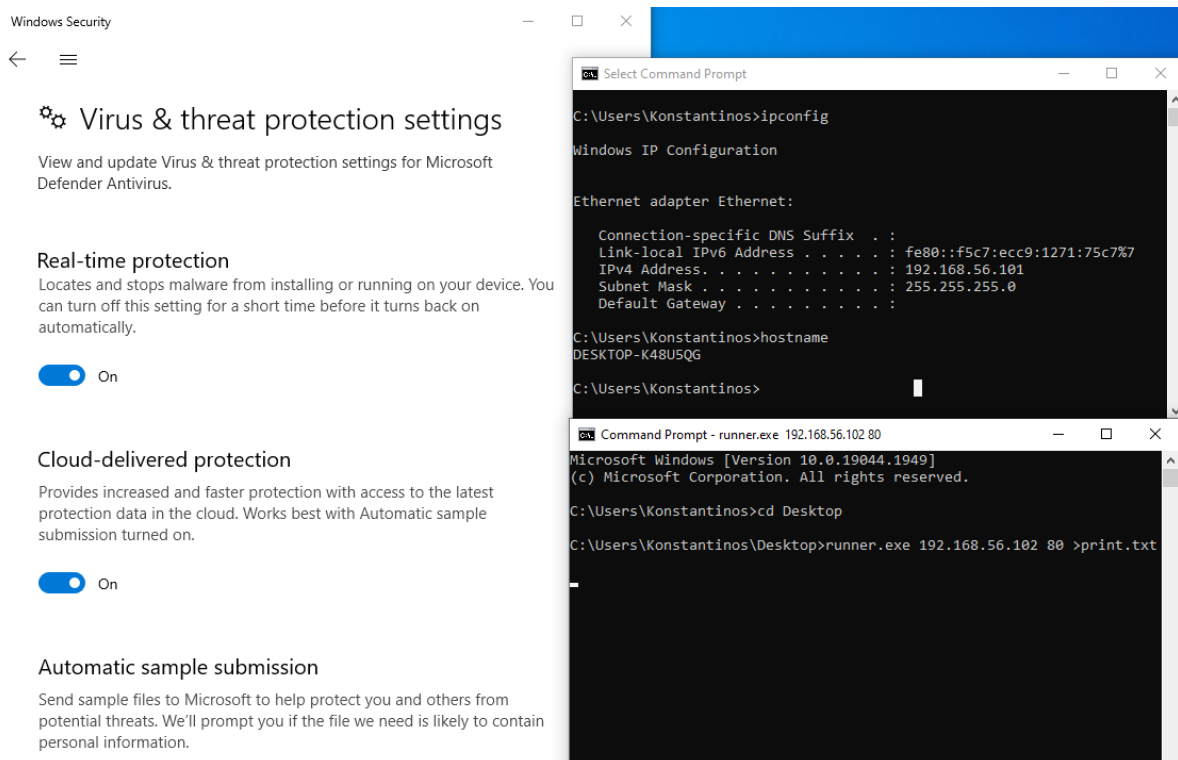 Windows Security
Virus & threat protection settings
View and update Virus & threat protection settings for Microsoft
Defender Antivirus.
Real-time protection
Locates and stops malware from installing or running on your device. You
can turn off this setting for a short time before it turns back on
automatically.
On
Cloud-delivered protection
Provides increased and faster protection with access to the latest
protection data in the cloud. Works best with Automatic sample
submission turned on.
On
Automatic sample submission
Send sample files to Microsoft to help protect you and others from
potential threats. We'll prompt you if the file we need is likely to contain
personal information.
Select Command Prompt
C:\Users\Konstantinos>ipconfig
Windows IP Configuration
Ethernet adapter Ethernet:
Connection-specific DNS Suffix  . :
Link-local IPv6 Address . . . . . : fe80::f5c7:ecc9:1271:75c7%7
IPv4 Address. . . . . . . . . . . : 192.168.56.101
Subnet Mask . . . . . . . . . . . : 255.255.255.0
Default Gateway . . . . . . . . . :
C:\Users\Konstantinos>hostname
DESKTOP-K48U5QG
C:\Users\Konstantinos>
Command Prompt - runner.exe  192.168.56.102 80
Microsoft Windows [Version 10.0.19044.1949]
(c) Microsoft Corporation. All rights reserved.
C:\Users\Konstantinos>cd Desktop
C:\Users\Konstantinos\Desktop>runner.exe 192.168.56.102 80 >print.txt